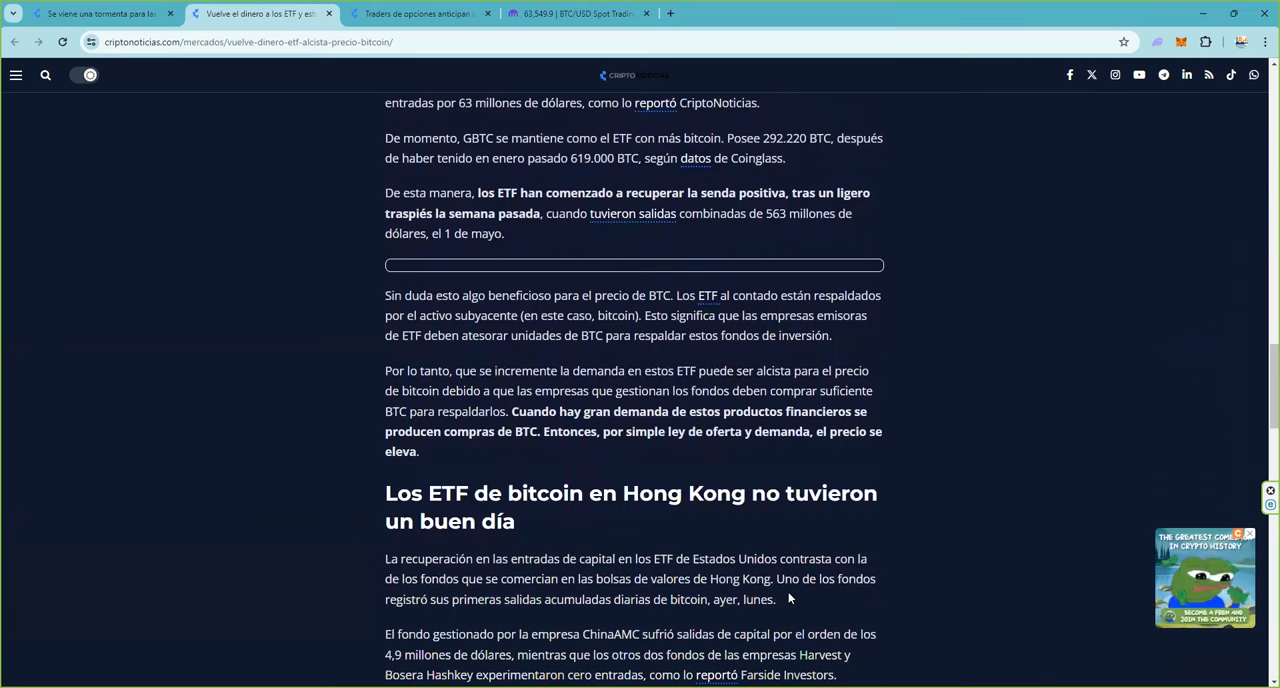 Se viene una tormenta para las
Vuelve el dinero a los ETF y est
Traders de opciones anticipan
63,549.9 | BTC/USD Spot Tradin
criptonoticias.com/mercados/vuelve-dinero-etf-alcista-precio-bitcoin/
CRIPTONOTICIAS
entradas por 63 millones de dólares, como lo reportó CriptoNoticias.
De momento, GBTC se mantiene como el ETF con más bitcoin. Posee 292.220 BTC, después
de haber tenido en enero pasado 619.000 BTC, según datos de Coinglass.
De esta manera, los ETF han comenzado a recuperar la senda positiva, tras un ligero
traspiés la semana pasada, cuando tuvieron salidas combinadas de 563 millones de
dólares, el 1 de mayo.
Sin duda esto algo beneficioso para el precio de BTC. Los ETF al contado están respaldados
por el activo subyacente (en este caso, bitcoin). Esto significa que las empresas emisoras
de ETF deben atesorar unidades de BTC para respaldar estos fondos de inversión.
Por lo tanto, que se incremente la demanda en estos ETF puede ser alcista para el precio
de bitcoin debido a que las empresas que gestionan los fondos deben comprar suficiente
BTC para respaldarlos. Cuando hay gran demanda de estos productos financieros se
producen compras de BTC. Entonces, por simple ley de oferta y demanda, el precio se
eleva.
Los ETF de bitcoin en Hong Kong no tuvieron
un buen día
La recuperación en las entradas de capital en los ETF de Estados Unidos contrasta con la
de los fondos que se comercian en las bolsas de valores de Hong Kong. Uno de los fondos
registró sus primeras salidas acumuladas diarias de bitcoin, ayer, lunes.
El fondo gestionado por la empresa ChinaAMC sufrió salidas de capital por el orden de los
4,9 millones de dólares, mientras que los otros dos fondos de las empresas Harvest y
Bosera Hashkey experimentaron cero entradas, como lo reportó Farside Investors.
THE GREATEST
IN CRYPTO HISTORY
BECOME A
JOIN THE COMMUNITY